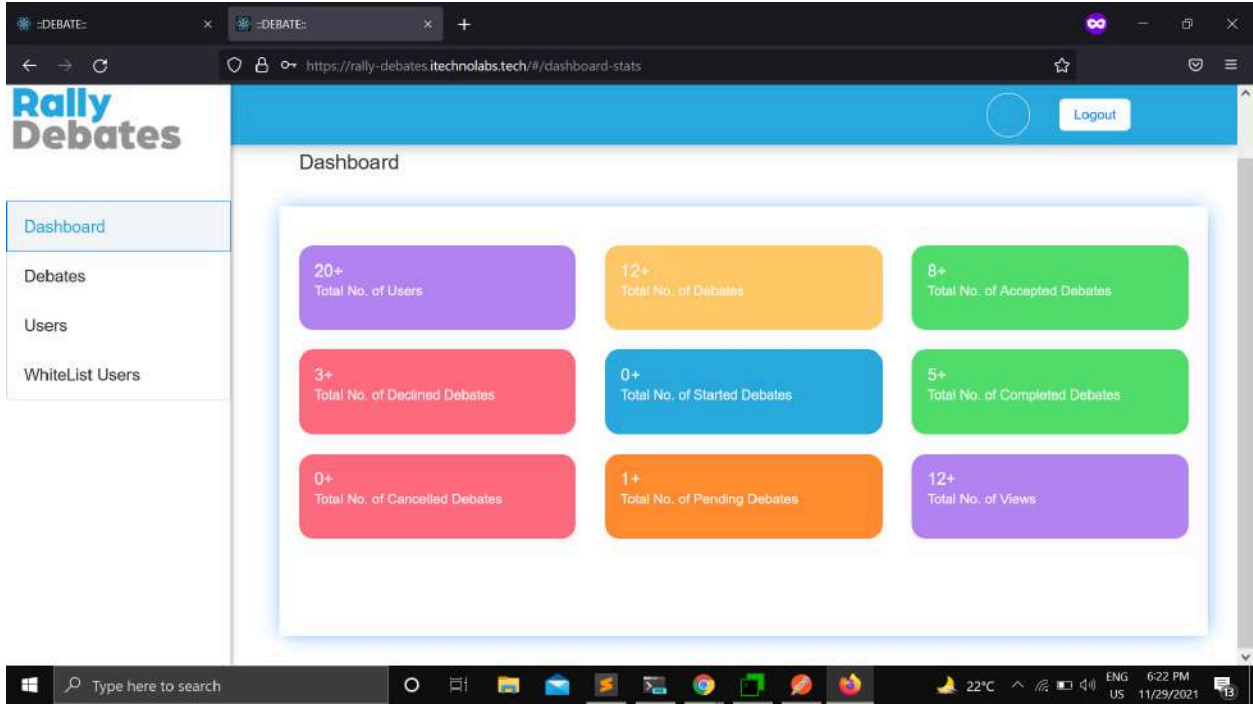 ::DEBATE::
::DEBATE::
https://rally-debates.itechnolabs.tech/#/dashboard-stats
Rally
Debates
Logout
Dashboard
Dashboard
Debates
Users
WhiteList Users
20+
Total No. of Users
12+
Total No. of Debates
8+
Total No. of Accepted Debates
3+
Total No. of Declined Debates
0+
Total No. of Started Debates
5+
Total No. of Completed Debates
0+
Total No. of Cancelled Debates
1+
Total No. of Pending Debates
12+
Total No. of Views
Type here to search
22°C
ENG
US
6:22 PM
11/29/2021
13